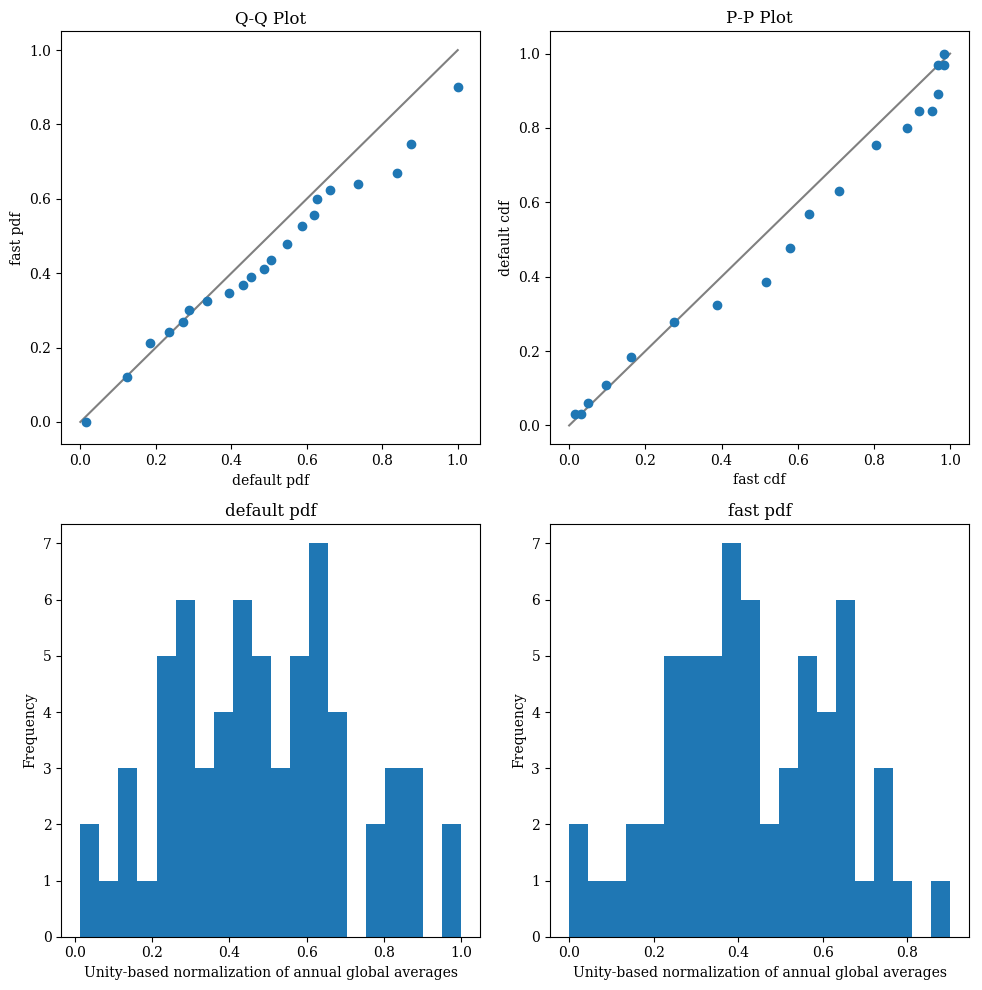 Q-Q Plot
1.0
0.8
0.6
0.4
0.2
0.0
fast pdf
0.0 0.2 0.4 0.6 0.8 1.0
default pdf
P-P Plot
1.0
0.8
0.6
0.4
0.2
0.0
default cdf
0.0 0.2 0.4 0.6 0.8 1.0
fast cdf
default pdf
7
6
5
4
3
2
1
0
Frequency
0.0 0.2 0.4 0.6 0.8 1.0
Unity-based normalization of annual global averages
fast pdf
7
6
5
4
3
2
1
0
Frequency
0.0 0.2 0.4 0.6 0.8
Unity-based normalization of annual global averages